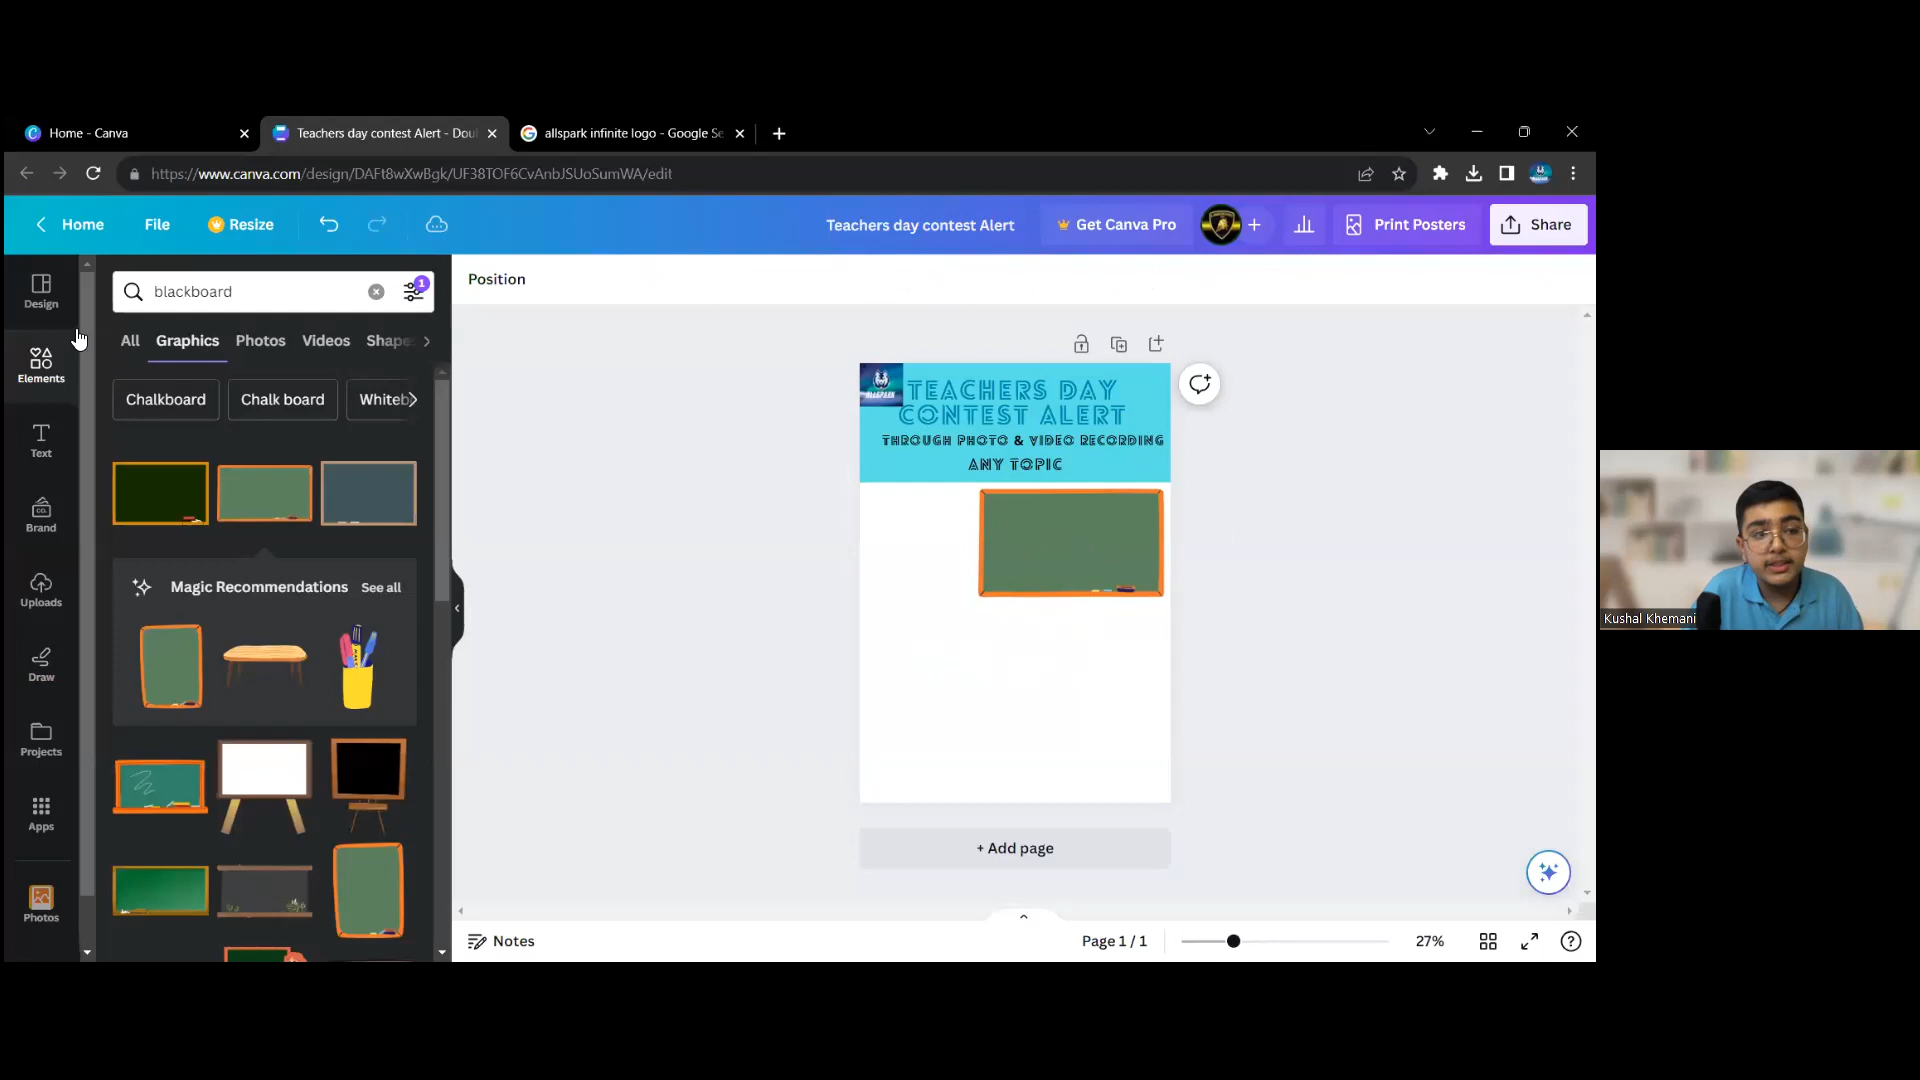 Home - Canva
Teachers day contest Alert - Doul
allspark infinite logo - Google Se
https://www.canva.com/design/DAFt8wXwBgk/UF38TOF6CvAnbJSUoSumWA/edit
Home
File
Resize
Teachers day contest Alert
Get Canva Pro
Print Posters
Share
Design
Elements
Text
Brand
Uploads
Draw
Projects
Apps
Photos
blackboard
1
All
Graphics
Photos
Videos
Shape
Chalkboard
Chalk board
Whiteb
Magic Recommendations
See all
Position
ALLSPARK
TEACHERS DAY
CONTEST ALERT
THROUGH PHOTO & VIDEO RECORDING
ANY TOPIC
+ Add page
Notes
Page 1 / 1
27%
Kushal Khemani